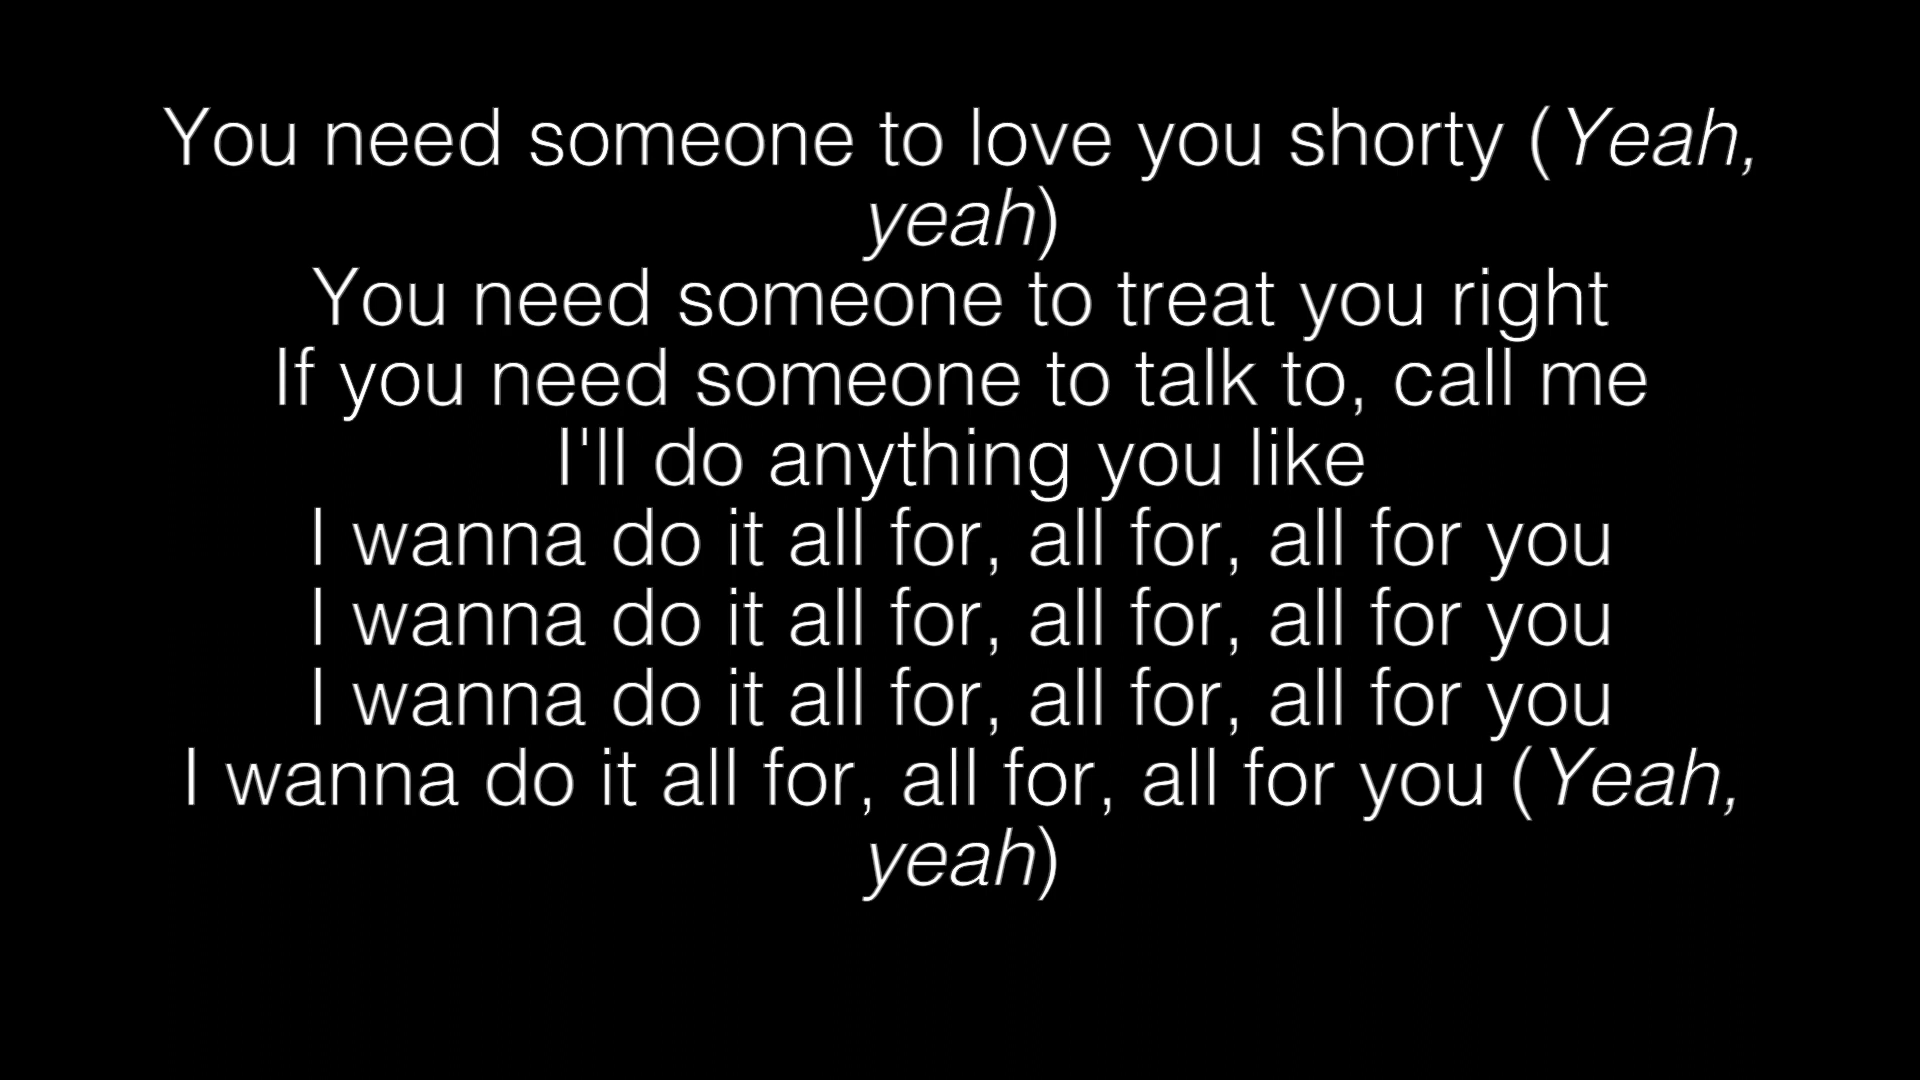 You need someone to love you shorty (Yeah,
yeah)
You need someone to treat you right
If you need someone to talk to, call me
I'll do anything you like
I wanna do it all for, all for, all for you
I wanna do it all for, all for, all for you
I wanna do it all for, all for, all for you
I wanna do it all for, all for, all for you (Yeah,
yeah)